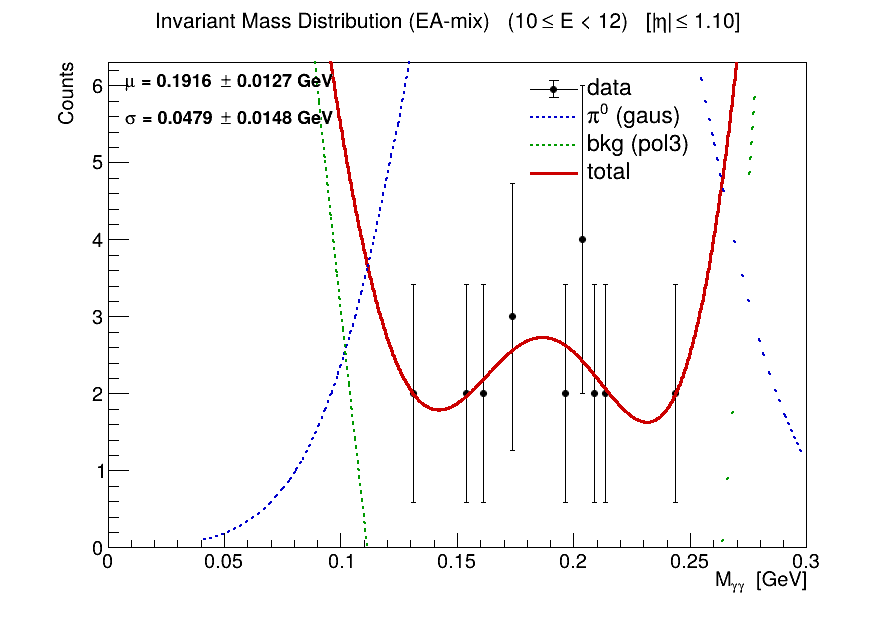 Invariant Mass Distribution (EA-mix) (10 ≤ E < 12) [|η| ≤ 1.10]
Counts
μ = 0.1916 ± 0.0127 GeV
σ = 0.0479 ± 0.0148 GeV
data
π⁰ (gaus)
bkg (pol3)
total
6
5
4
3
2
1
0
0 0.05 0.1 0.15 0.2 0.25 0.3
Mγγ [GeV]